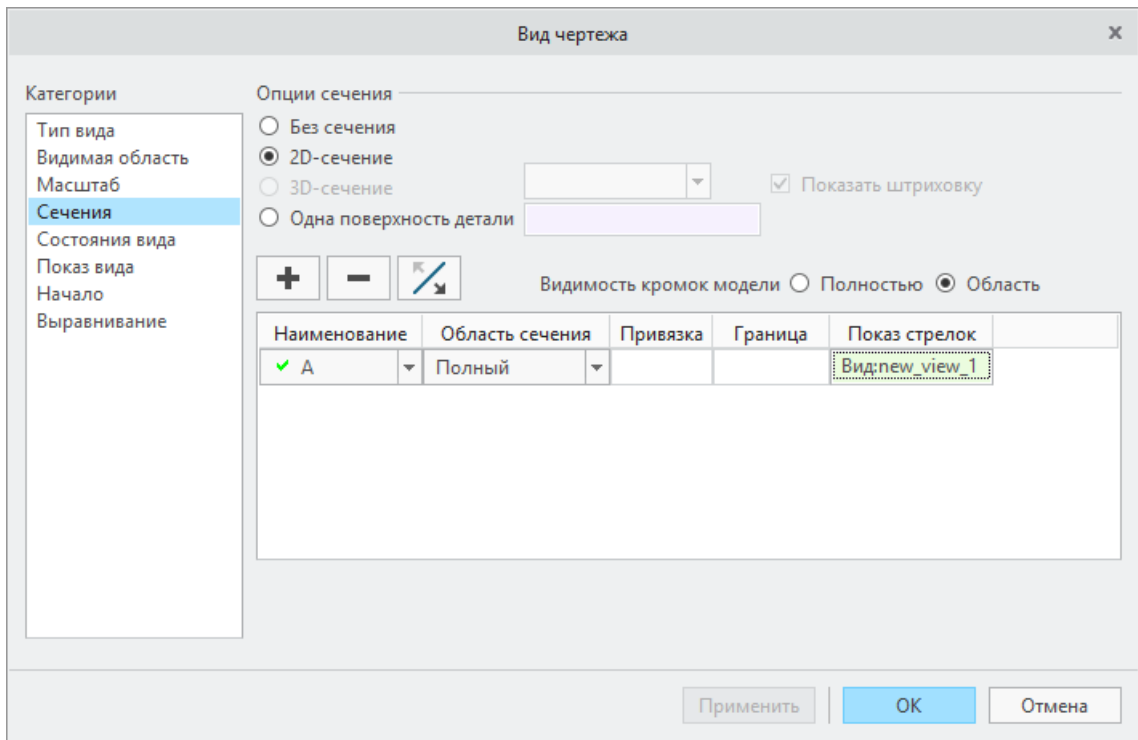 Вид чертежа
Категории
Тип вида
Видимая область
Масштаб
Сечения
Состояния вида
Показ вида
Начало
Выравнивание
Опции сечения
Без сечения
2D-сечение
3D-сечение
Показать штриховку
Одна поверхность детали
Видимость кромок модели Полностью Область
Наименование Область сечения Привязка Граница Показ стрелок
A Полный Вид:new_view_1
Применить OK Отмена